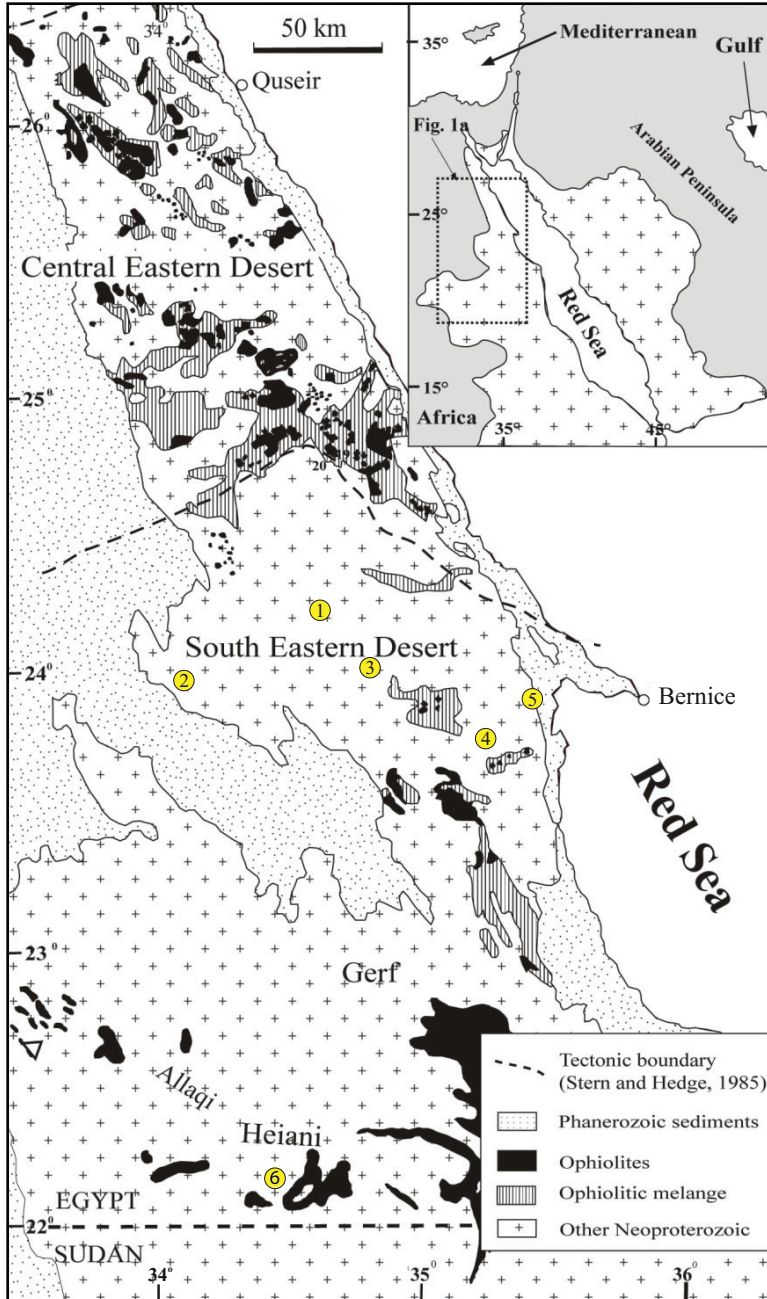 34°
50 km
Quseir
26°
Central Eastern Desert
25°
20
19
1
South Eastern Desert
24°
2
3
5
Bernice
4
Red Sea
23°
Gerf
Allaqi
Heiani
6
EGYPT
22°
SUDAN
34°
35°
36°
35°
Mediterranean
Gulf
Fig. 1a
Arabian Peninsula
25°
Red Sea
15°
Africa
35°
Tectonic boundary
(Stern and Hedge, 1985)
Phanerozoic sediments
Ophiolites
Ophiolitic melange
Other Neoproterozoic